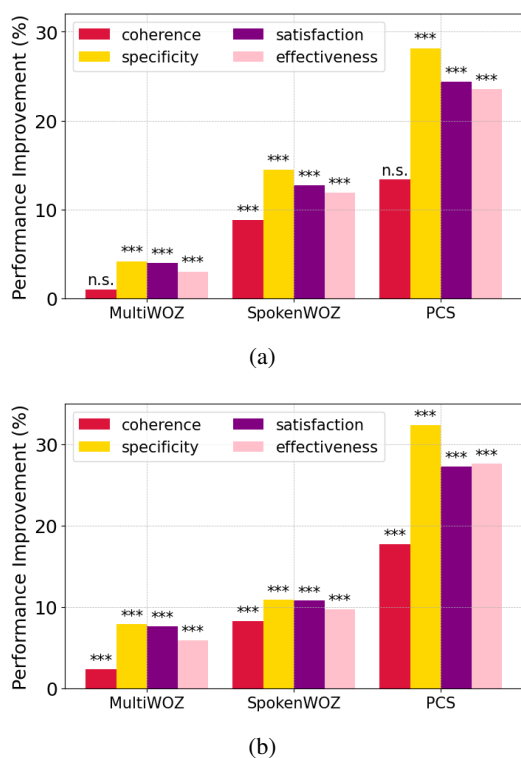 Performance Improvement (%)
30
20
10
0
coherence
specificity
satisfaction
effectiveness
n.s.
***
***
***
***
***
***
***
n.s.
***
***
***
MultiWOZ
SpokenWOZ
PCS
(a)
Performance Improvement (%)
30
20
10
0
coherence
specificity
satisfaction
effectiveness
***
***
***
***
***
***
***
***
***
***
***
***
MultiWOZ
SpokenWOZ
PCS
(b)